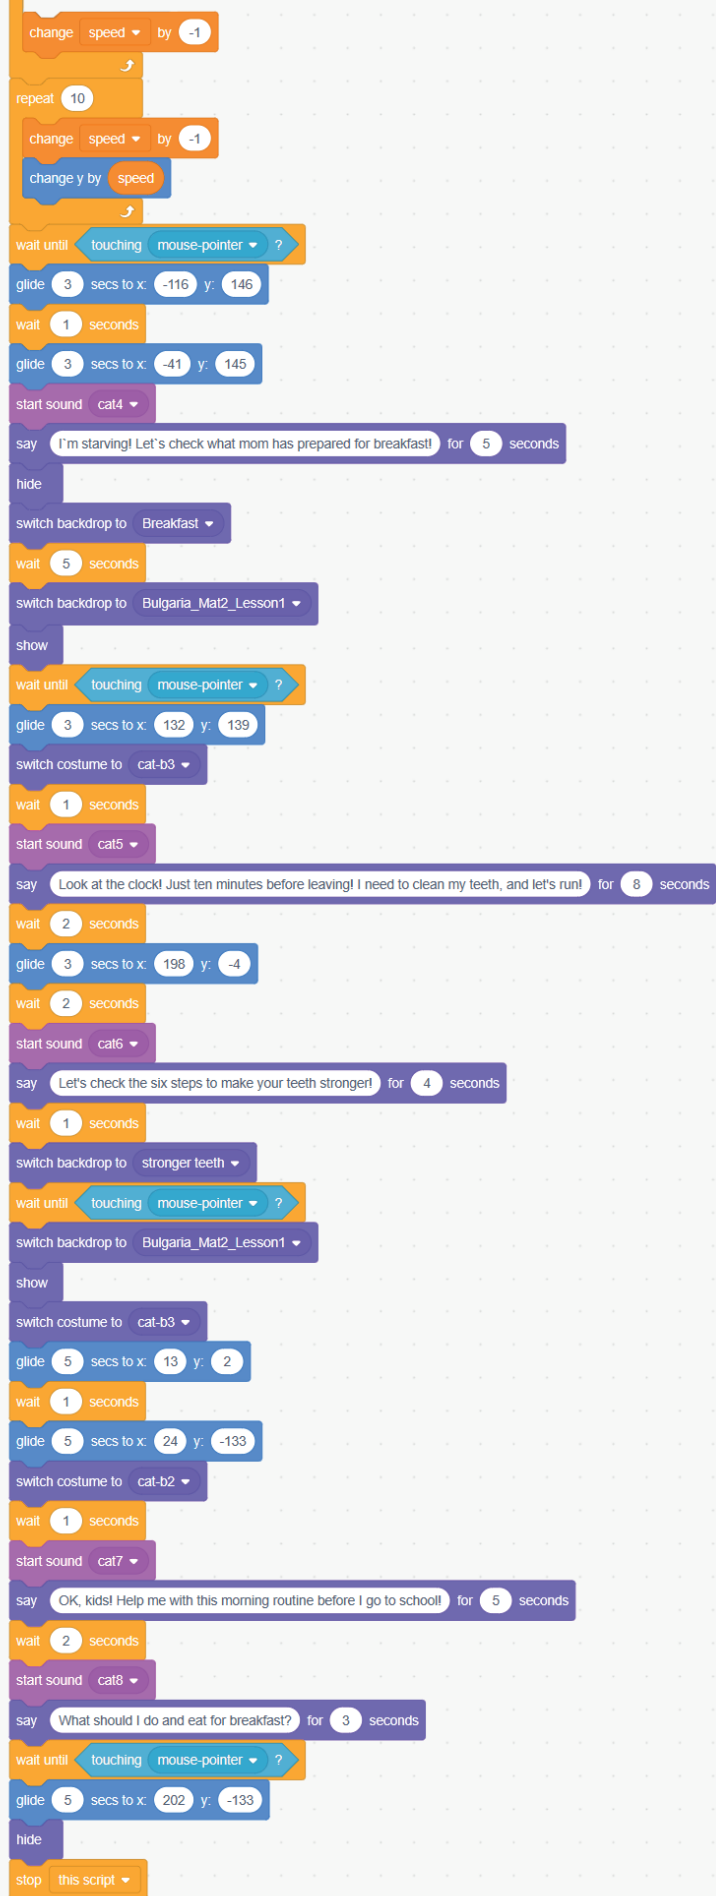 change speed by -1
repeat 10
change speed by -1
change y by speed
wait until touching mouse-pointer ?
glide 3 secs to x: -116 y: 146
wait 1 seconds
glide 3 secs to x: -41 y: 145
start sound cat4
say I`m starving! Let`s check what mom has prepared for breakfast! for 5 seconds
hide
switch backdrop to Breakfast
wait 5 seconds
switch backdrop to Bulgaria_Mat2_Lesson1
show
wait until touching mouse-pointer ?
glide 3 secs to x: 132 y: 139
switch costume to cat-b3
wait 1 seconds
start sound cat5
say Look at the clock! Just ten minutes before leaving! I need to clean my teeth, and let's run! for 8 seconds
wait 2 seconds
glide 3 secs to x: 198 y: -4
wait 2 seconds
start sound cat6
say Let's check the six steps to make your teeth stronger! for 4 seconds
wait 1 seconds
switch backdrop to stronger teeth
wait until touching mouse-pointer ?
switch backdrop to Bulgaria_Mat2_Lesson1
show
switch costume to cat-b3
glide 5 secs to x: 13 y: 2
wait 1 seconds
glide 5 secs to x: 24 y: -133
switch costume to cat-b2
wait 1 seconds
start sound cat7
say OK, kids! Help me with this morning routine before I go to school! for 5 seconds
wait 2 seconds
start sound cat8
say What should I do and eat for breakfast? for 3 seconds
wait until touching mouse-pointer ?
glide 5 secs to x: 202 y: -133
hide
stop this script